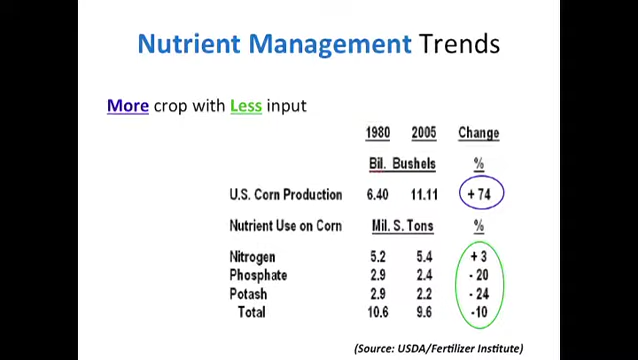 Nutrient Management Trends
More crop with Less input
1980 2005 Change
Bil. Bushels %
U.S. Corn Production 6.40 11.11 + 74
Nutrient Use on Corn Mil. S. Tons %
Nitrogen 5.2 5.4 + 3
Phosphate 2.9 2.4 - 20
Potash 2.9 2.2 - 24
Total 10.6 9.6 -10
(Source: USDA/Fertilizer Institute)